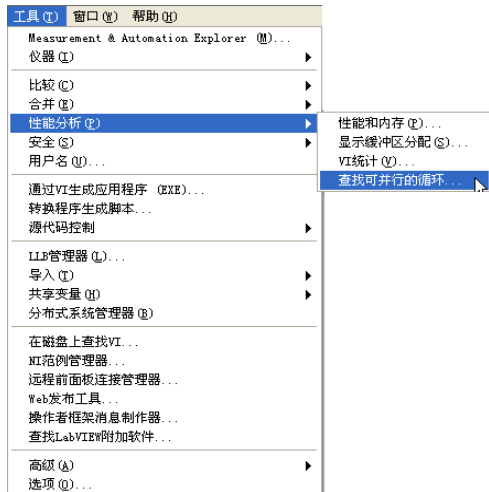 工具(T) 窗口(W) 帮助(H)
Measurement & Automation Explorer (M)...
仪器(I)
比较(C)
合并(E)
性能分析(P)
安全(S)
用户名(U)...
通过VI生成应用程序 (EXE)...
转换程序生成脚本...
源代码控制
LLB管理器(L)...
导入(T)
共享变量(H)
分布式系统管理器(B)
在磁盘上查找VI...
NI范例管理器...
远程前面板连接管理器...
Web发布工具...
操作者框架消息制作器...
查找LabVIEW附加软件...
高级(A)
选项(O)...
性能和内存(P)...
显示缓冲区分配(S)...
VI统计(V)...
查找可并行的循环...